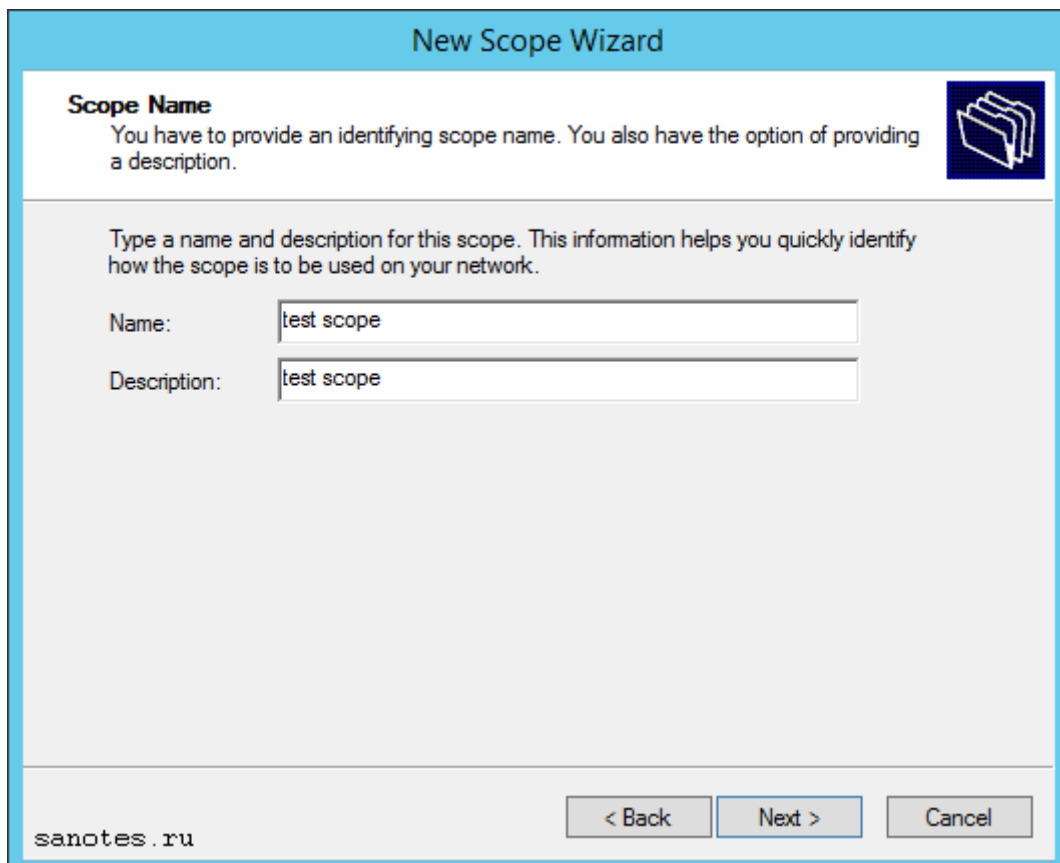 New Scope Wizard
Scope Name
You have to provide an identifying scope name. You also have the option of providing
a description.
Type a name and description for this scope. This information helps you quickly identify
how the scope is to be used on your network.
Name: test scope
Description: test scope
< Back Next > Cancel
sanotes.ru